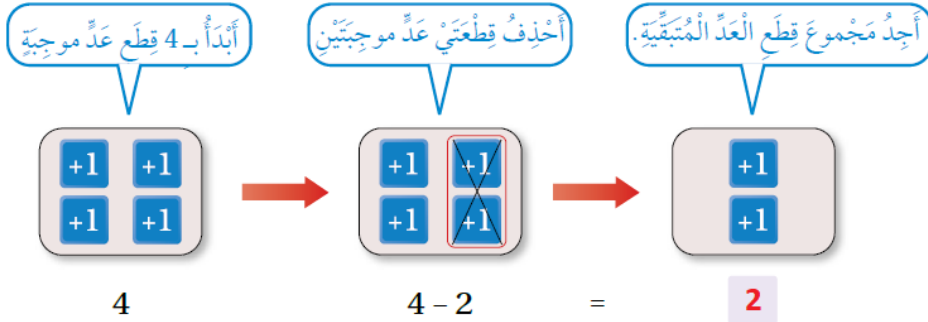 أَبْدَأُ بِـ 4 قِطَعِ عَدٍّ موجِبَةٍ
أَحْذِفُ قِطْعَتَيْ عَدٍّ موجِبَتَيْنِ
أَجِدُ مَجْموعَ قِطَعِ الْعَدِّ الْمُتَبَقِّيَةِ.
+1 +1
+1 +1
+1 +1
+1 +1
+1
+1
4
4 – 2 = 2